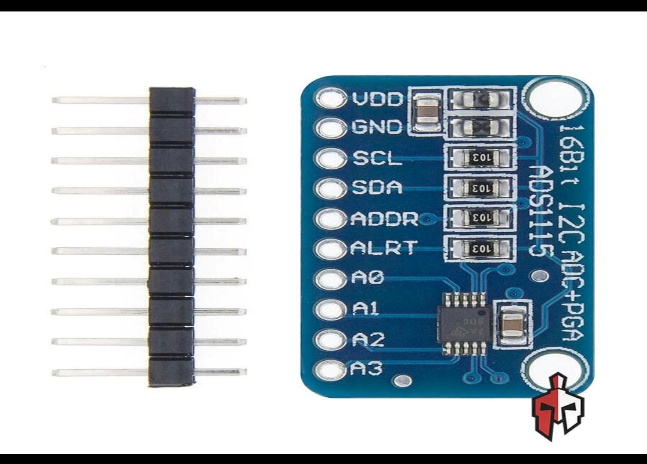 VDD
GND
SCL
SDA
ADDR
ALRT
A0
A1
A2
A3
103
103
103
103
ADS1115
16Bit I2C ADC+PGA